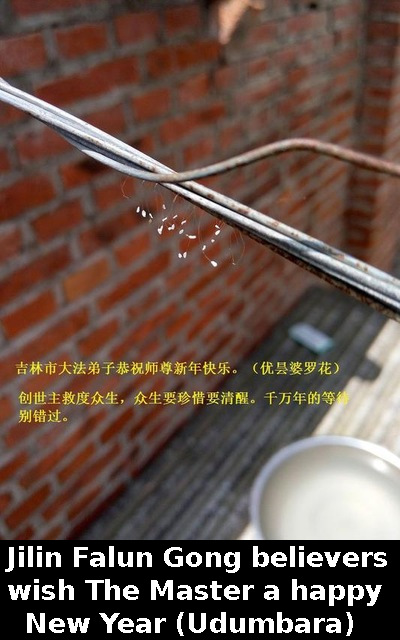 吉林市大法弟子恭祝师尊新年快乐。（优昙婆罗花）
创世主救度众生，众生要珍惜要清醒。千万年的等待
别错过。
Jilin Falun Gong believers
wish The Master a happy
New Year (Udumbara)